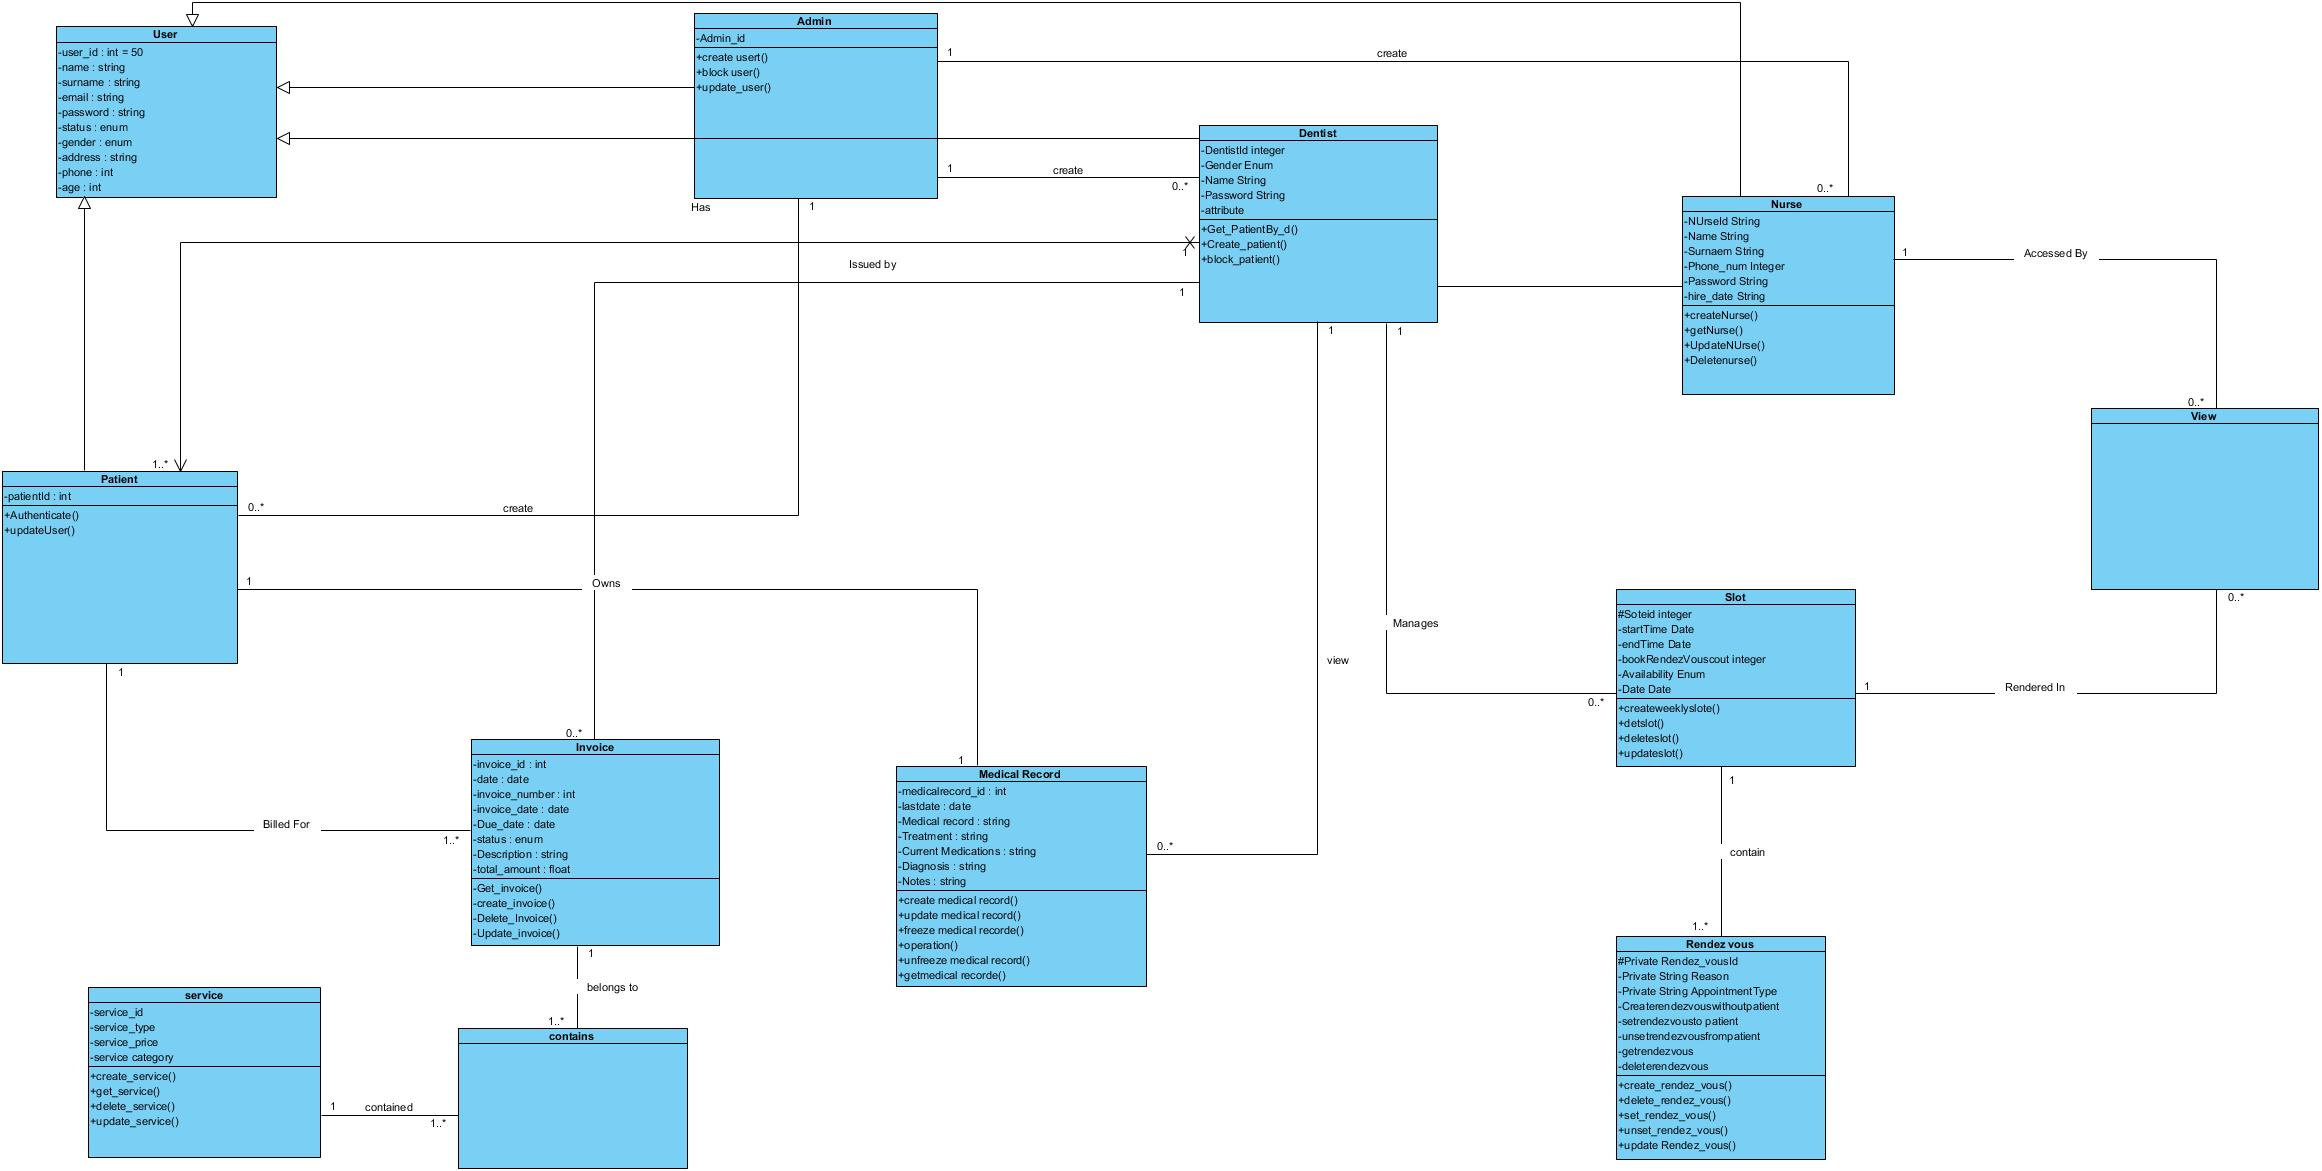 User
-user_id : int = 50
-name : string
-surname : string
-email : string
-password : string
-status : enum
-gender : enum
-address : string
-phone : int
-age : int
Admin
-Admin_id
+create usert()
+block user()
+update_user()
1
create
0..*
1
create
0..*
Has
1
Dentist
-DentistId integer
-Gender Enum
-Name String
-Password String
-attribute
+Get_PatientBy_d()
+Create_patient()
+block_patient()
1
Issued by
1
1
1
Nurse
-NUrseId String
-Name String
-Surnaem String
-Phone_num Integer
-Password String
-hire_date String
+createNurse()
+getNurse()
+UpdateNUrse()
+Deletenurse()
1
Accessed By
0..*
View
0..*
1..*
Patient
-patientId : int
+Authenticate()
+updateUser()
0..*
create
1
Owns
1
1
Manages
view
0..*
Slot
#Soteid integer
-startTime Date
-endTime Date
-bookRendezVouscout integer
-Availability Enum
-Date Date
+createweeklyslote()
+detslot()
+deleteslot()
+updateslot()
1
Rendered In
1
contain
1..*
0..*
Invoice
-invoice_id : int
-date : date
-invoice_number : int
-invoice_date : date
-Due_date : date
-status : enum
-Description : string
-total_amount : float
-Get_invoice()
-create_invoice()
-Delete_Invoice()
-Update_invoice()
Billed For
1..*
Medical Record
-medicalrecord_id : int
-lastdate : date
-Medical record : string
-Treatment : string
-Current Medications : string
-Diagnosis : string
-Notes : string
+create medical record()
+update medical record()
+freeze medical recorde()
+operation()
+unfreeze medical record()
+getmedical recorde()
0..*
1
belongs to
1..*
service
-service_id
-service_type
-service_price
-service category
+create_service()
+get_service()
+delete_service()
+update_service()
1
contained
1..*
contains
Rendez vous
#Private Rendez_vousId
-Private String Reason
-Private String AppointmentType
-Createrendezvouswithoutpatient
-setrendezvousto patient
-unsetrendezvousfrompatient
-getrendezvous
-deleterendezvous
+create_rendez_vous()
+delete_rendez_vous()
+set_rendez_vous()
+unset_rendez_vous()
+update Rendez_vous()